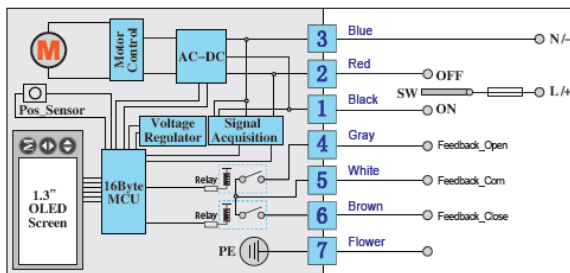 M
Motor
Control
AC-DC
3
Blue
N/-
2
Red
OFF
SW
L/+
1
Black
ON
Pos_Sensor
Voltage
Regulator
Signal
Acquisition
4
Gray
Feedback_Open
1.3"
OLED
Screen
16Byte
MCU
Relay
5
White
Feedback_Com
Relay
6
Brown
Feedback_Close
PE
7
Flower